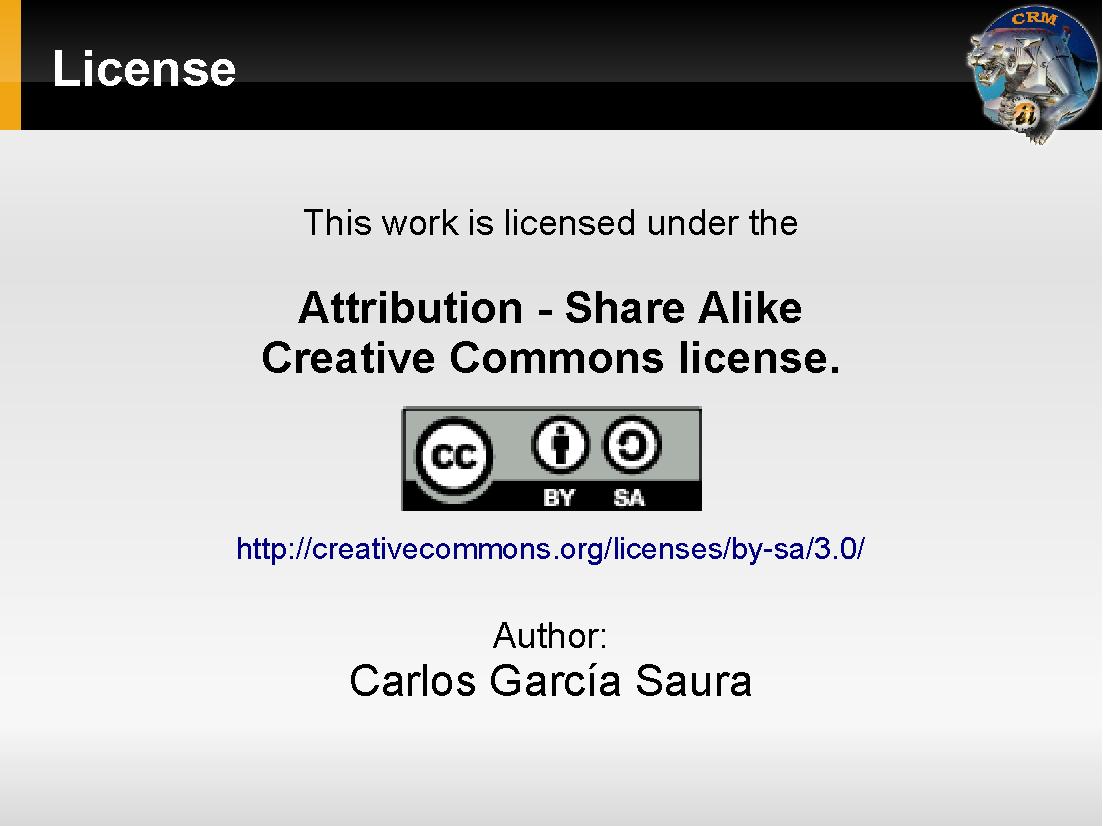 License
CRM
This work is licensed under the
Attribution - Share Alike
Creative Commons license.
cc
BY SA
http://creativecommons.org/licenses/by-sa/3.0/
Author:
Carlos García Saura